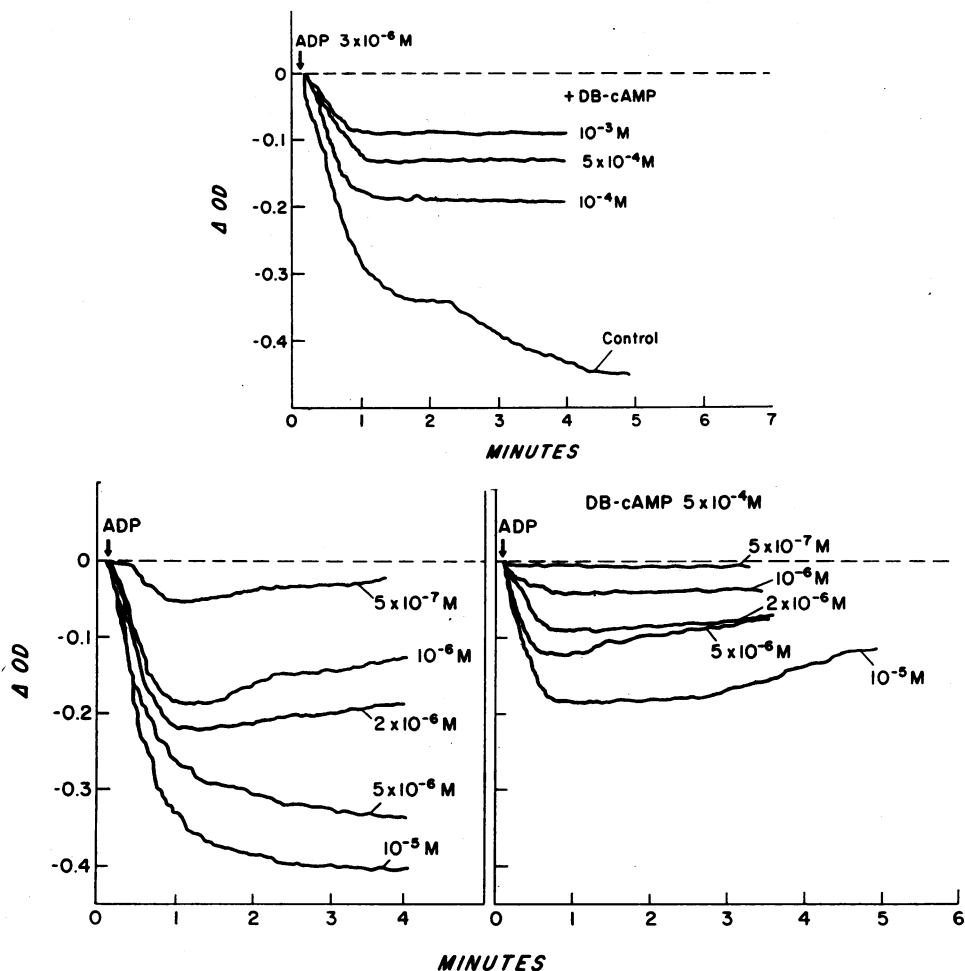 ADP 3x10⁻⁶M
0
-0.1
-0.2
-0.3
-0.4
Δ OD
+DB-cAMP
10⁻³M
5x10⁻⁴M
10⁻⁴M
Control
0 1 2 3 4 5 6 7
MINUTES
ADP
0
-0.1
-0.2
-0.3
-0.4
Δ OD
5x10⁻⁷M
10⁻⁶M
2x10⁻⁶M
5x10⁻⁶M
10⁻⁵M
0 1 2 3 4
DB-cAMP 5x10⁻⁴M
ADP
5x10⁻⁷M
10⁻⁶M
2x10⁻⁶M
5x10⁻⁶M
10⁻⁵M
0 1 2 3 4 5 6
MINUTES